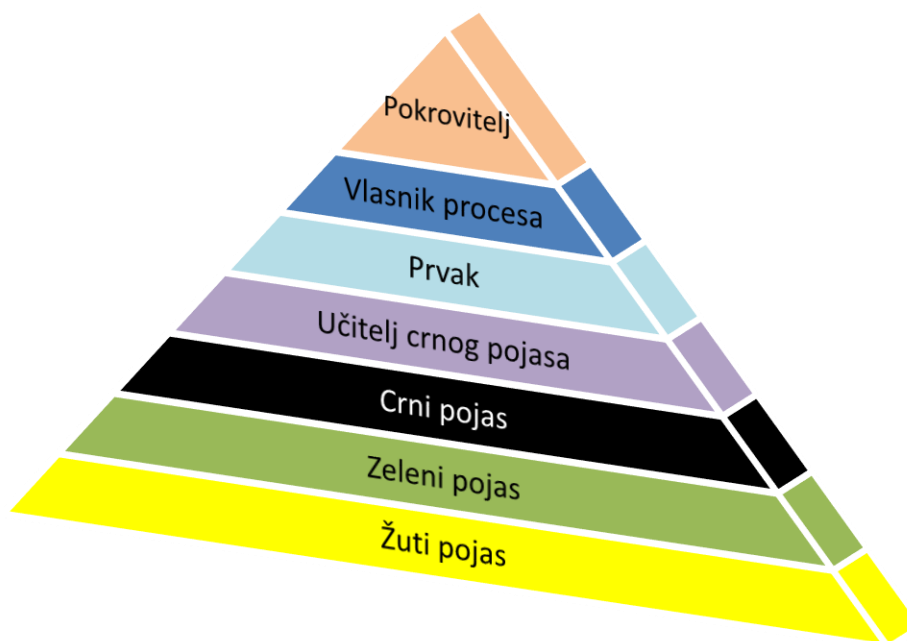 Pokrovitelj
Vlasnik procesa
Prvak
Učitelj crnog pojasa
Crni pojas
Zeleni pojas
Žuti pojas